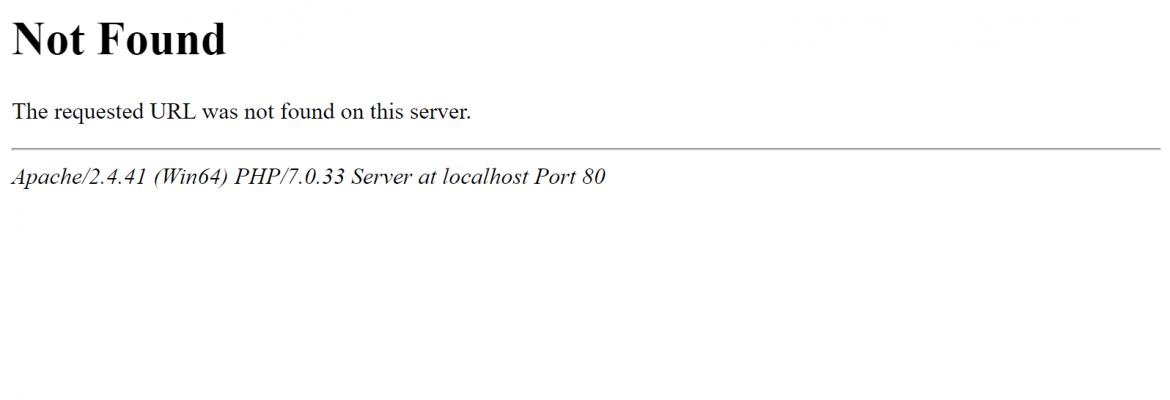 Not Found
The requested URL was not found on this server.
Apache/2.4.41 (Win64) PHP/7.0.33 Server at localhost Port 80